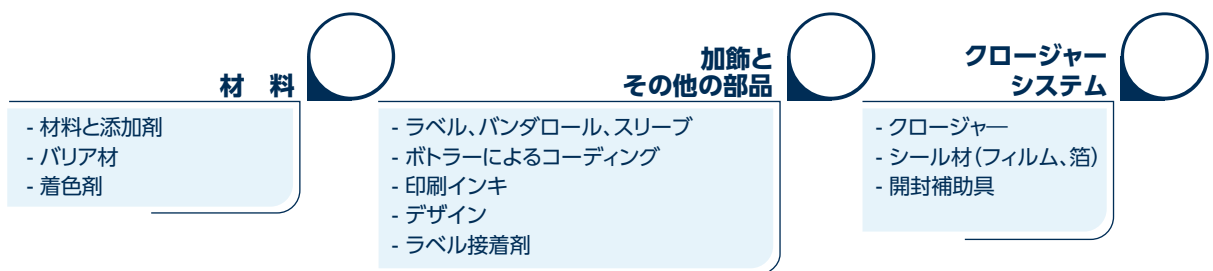 材　料
- 材料と添加剤
- バリア材
- 着色剤
加飾と
その他の部品
- ラベル、バンダロール、スリーブ
- ボトラーによるコーディング
- 印刷インキ
- デザイン
- ラベル接着剤
クロージャー
システム
- クロージャ―
- シール材（フィルム、箔）
- 開封補助具